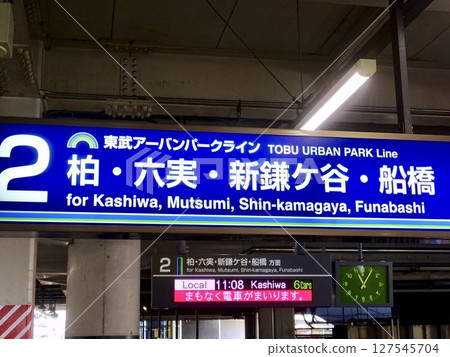 2
東武アーバンパークライン TOBU URBAN PARK Line
柏・六実・新鎌ケ谷・船橋
for Kashiwa, Mutsumi, Shin-kamagaya, Funabashi
2 柏・六実・新鎌ケ谷・船橋 方面
for Kashiwa, Mutsumi, Shin-kamagaya, Funabashi
Local 11:08 Kashiwa 6Cars
まもなく電車がまいります。
127545704